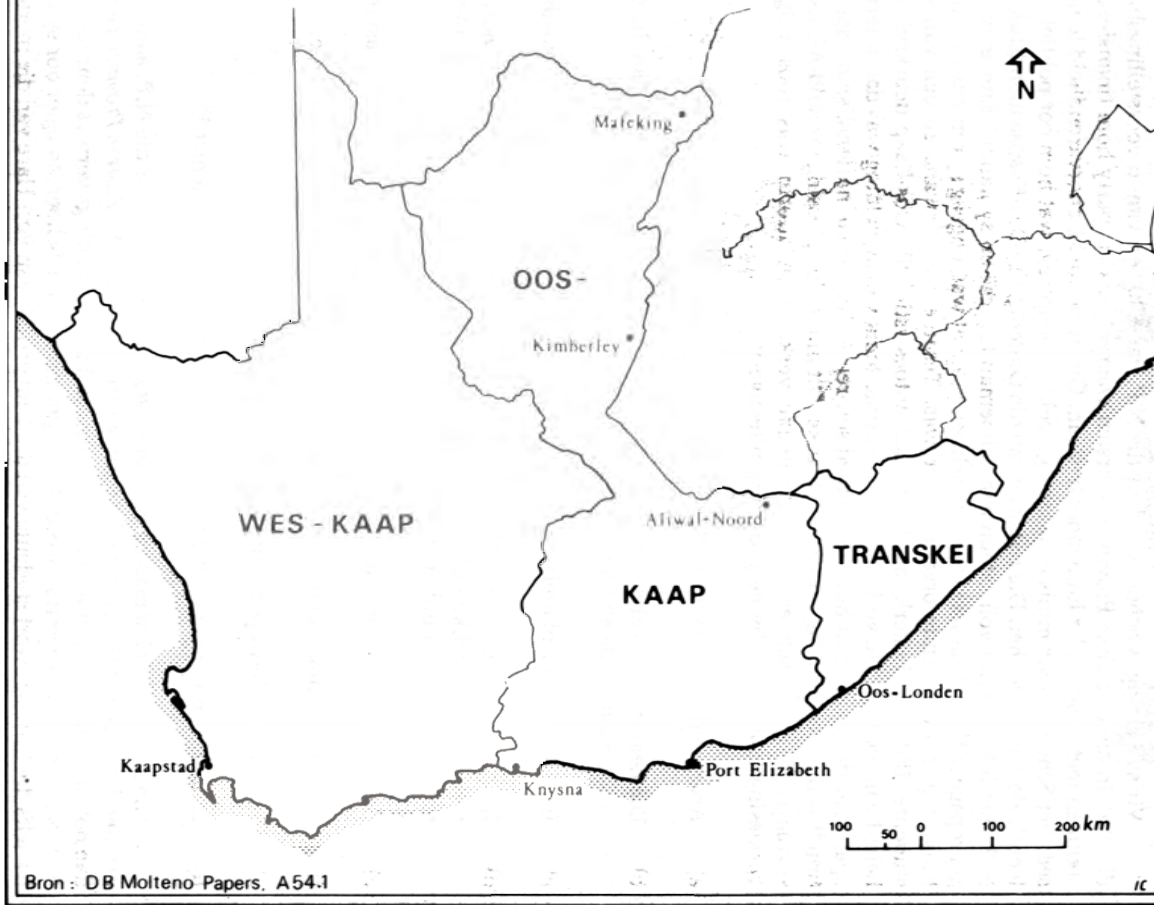 N
Mafeking
OOS-
Kimberley
WES-KAAP
Aliwal-Noord
TRANSKEI
KAAP
Oos-Londen
Kaapstad
Port Elizabeth
Knysna
100 50 0 100 200 km
Bron: DB Molteno Papers, A54.1
IC